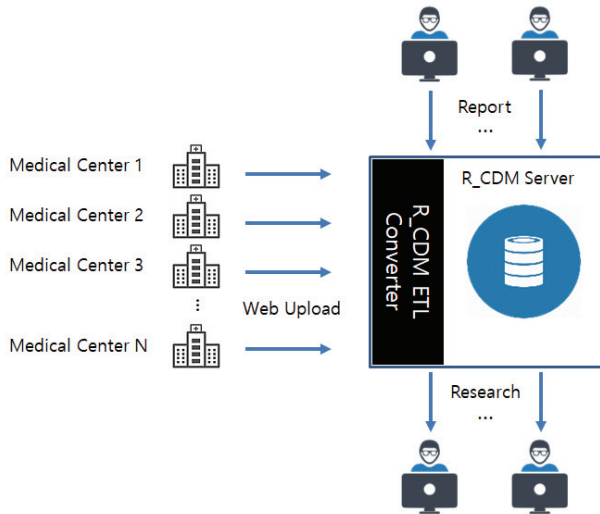 Report
...
Medical Center 1
Medical Center 2
Medical Center 3
...
Medical Center N
Web Upload
R_CDM ETL
Converter
R_CDM Server
Research
...